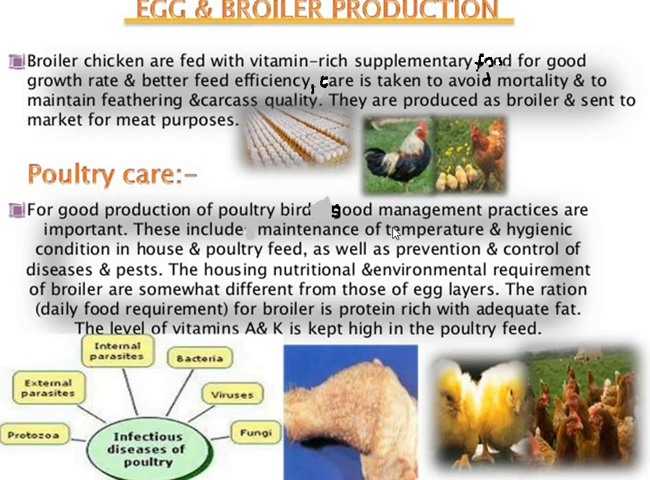 EGG & BROILER PRODUCTION
Broiler chicken are fed with vitamin-rich supplementary food for good
growth rate & better feed efficiency, care is taken to avoid mortality & to
maintain feathering &carcass quality. They are produced as broiler & sent to
market for meat purposes.
Poultry care:-
For good production of poultry bird good management practices are
important. These include maintenance of temperature & hygienic
condition in house & poultry feed, as well as prevention & control of
diseases & pests. The housing nutritional &environmental requirement
of broiler are somewhat different from those of egg layers. The ration
(daily food requirement) for broiler is protein rich with adequate fat.
The level of vitamins A& K is kept high in the poultry feed.
Internal
parasites
Bacteria
External
parasites
Viruses
Protozoa
Fungi
Infectious
diseases of
poultry